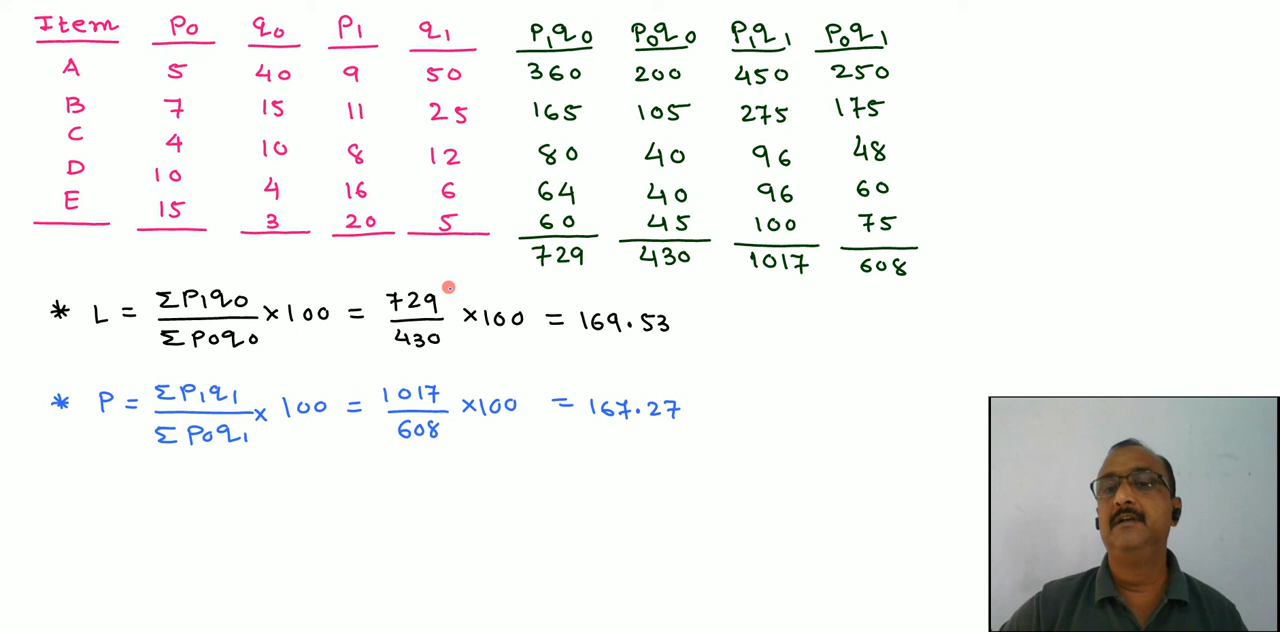 Item P0 q0 P1 q1 P1q0 P0q0 P1q1 P0q1
A 5 40 9 50 360 200 450 250
B 7 15 11 25 165 105 275 175
C 4 10 8 12 80 40 96 48
D 10 4 16 6 64 40 96 60
E 15 3 20 5 60 45 100 75
729 430 1017 608
* L = ΣP1q0 / ΣP0q0 ×100 = 729 / 430 ×100 = 169.53
* P = ΣP1q1 / ΣP0q1 × 100 = 1017 / 608 ×100 = 167.27